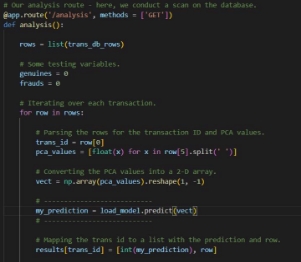 # Our analysis route - here, we conduct a scan on the database.
@app.route('/analysis', methods = ['GET'])
def analysis():
rows = list(trans_db_rows)
# Some testing variables.
genuines = 0
frauds = 0
# Iterating over each transaction.
for row in rows:
# Parsing the rows for the transaction ID and PCA values.
trans_id = row[0]
pca_values = [float(x) for x in row[5].split(' ')]
# Converting the PCA values into a 2-D array.
vect = np.array(pca_values).reshape(1, -1)
# ---------------------------
my_prediction = load_model.predict(vect)
# ---------------------------
# Mapping the trans id to a list with the prediction and row.
results[trans_id] = [int(my_prediction), row]